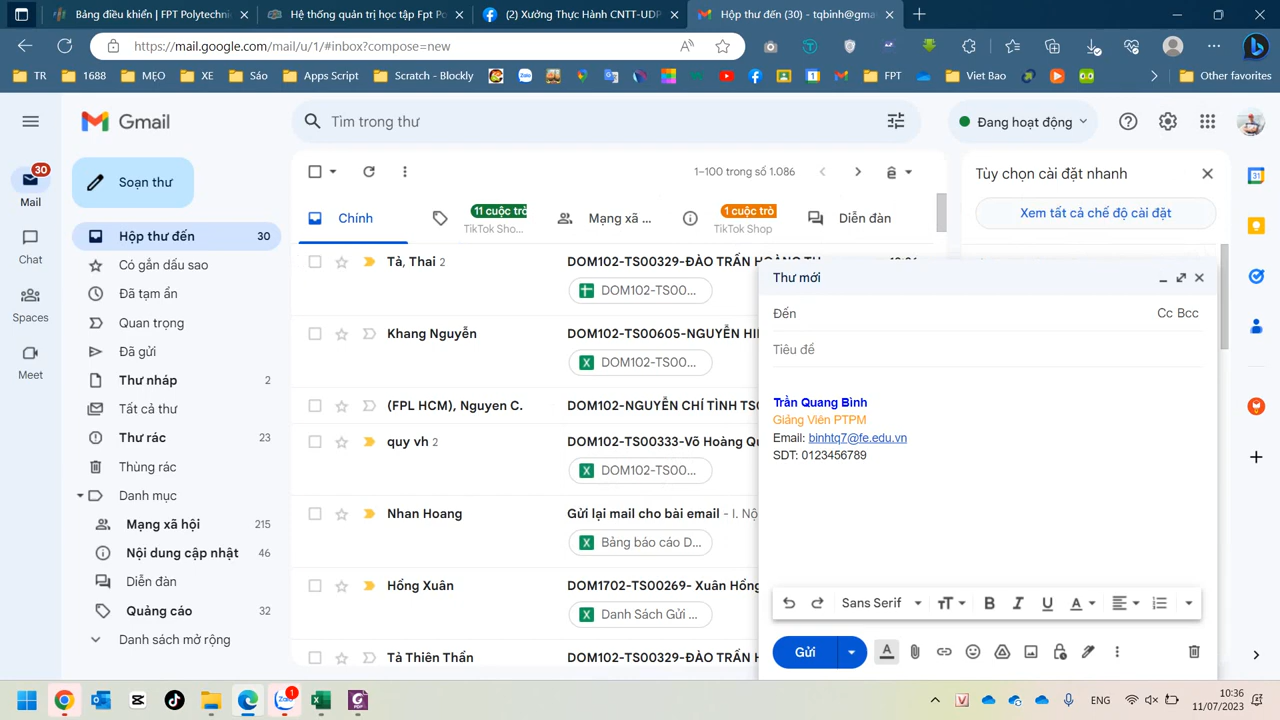 Bảng điều khiển | FPT Polytechni
Hệ thống quản trị học tập Fpt Po
(2) Xưởng Thực Hành CNTT-UDP
Hộp thư đến (30) - tqbinh@gma
https://mail.google.com/mail/u/1/#inbox?compose=new
TR
1688
MẸO
XE
Sáo
Apps Script
Scratch - Blockly
FPT
Viet Bao
Other favorites
Gmail
Tìm trong thư
Đang hoạt động
30
Mail
Chat
Spaces
Meet
Soạn thư
Hộp thư đến 30
Có gắn dấu sao
Đã tạm ẩn
Quan trọng
Đã gửi
Thư nháp 2
Tất cả thư
Thư rác 23
Thùng rác
Danh mục
Mạng xã hội 215
Nội dung cập nhật 46
Diễn đàn
Quảng cáo 32
Danh sách mở rộng
1–100 trong số 1.086
Chính
11 cuộc trò
TikTok Sho...
Mạng xã ...
1 cuộc trò
TikTok Shop
Diễn đàn
Tả, Thai 2 DOM102-TS00329-ĐÀO TRẤN HOÀNG TH
DOM102-TS00...
Khang Nguyễn DOM102-TS00605-NGUYỄN HIE
DOM102-TS00...
(FPL HCM), Nguyen C. DOM102-NGUYỄN CHÍ TÌNH TS0
quy vh 2 DOM102-TS00333-Võ Hoàng Qu
DOM102-TS00...
Nhan Hoang Gửi lại mail cho bài email - I. Nộ
Bảng báo cáo D...
Hồng Xuân DOM1702-TS00269- Xuân Hồng
Danh Sách Gửi ...
Tả Thiên Thần DOM102-TS00329-ĐÀO TRẤN H
Tùy chọn cài đặt nhanh
Xem tất cả chế độ cài đặt
Thư mới
Đến Cc Bcc
Tiêu đề
Trần Quang Bình
Giảng Viên PTPM
Email: binhtq7@fe.edu.vn
SDT: 0123456789
Sans Serif
Gửi
1
ENG
10:36
11/07/2023